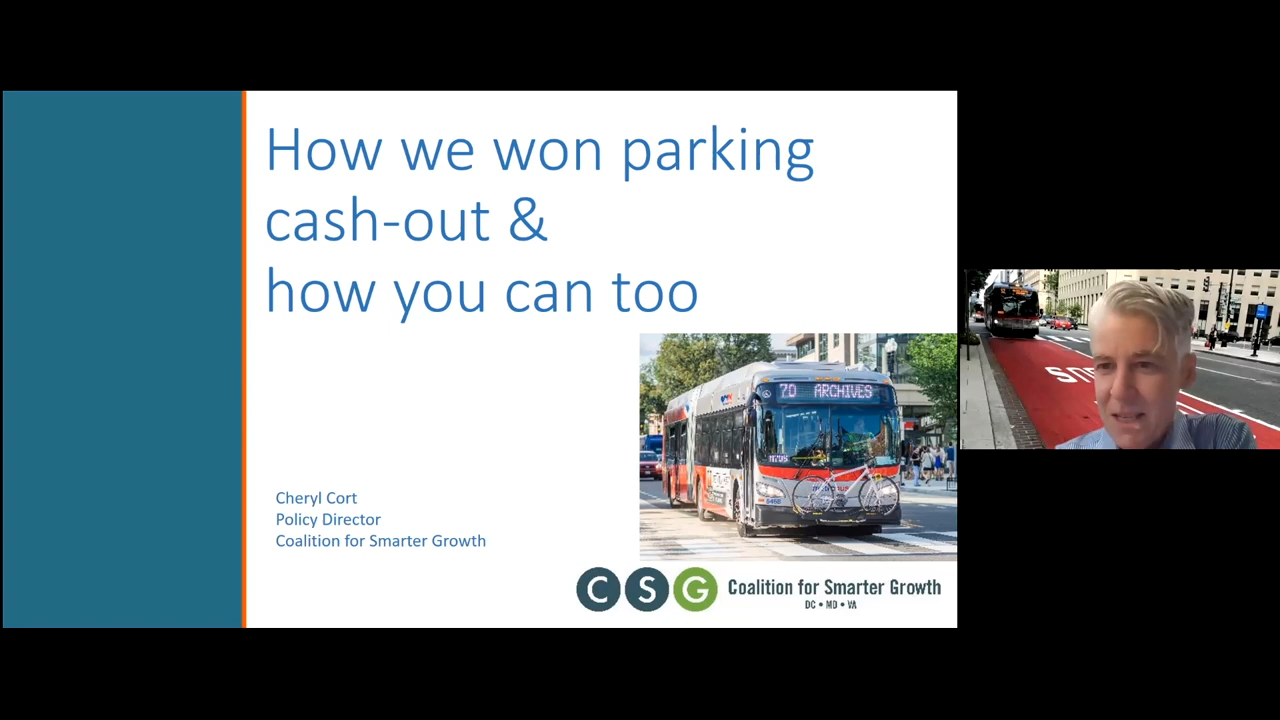 How we won parking
cash-out &
how you can too
70 ARCHIVES
Cheryl Cort
Policy Director
Coalition for Smarter Growth
CSG Coalition for Smarter Growth
DC • MD • VA